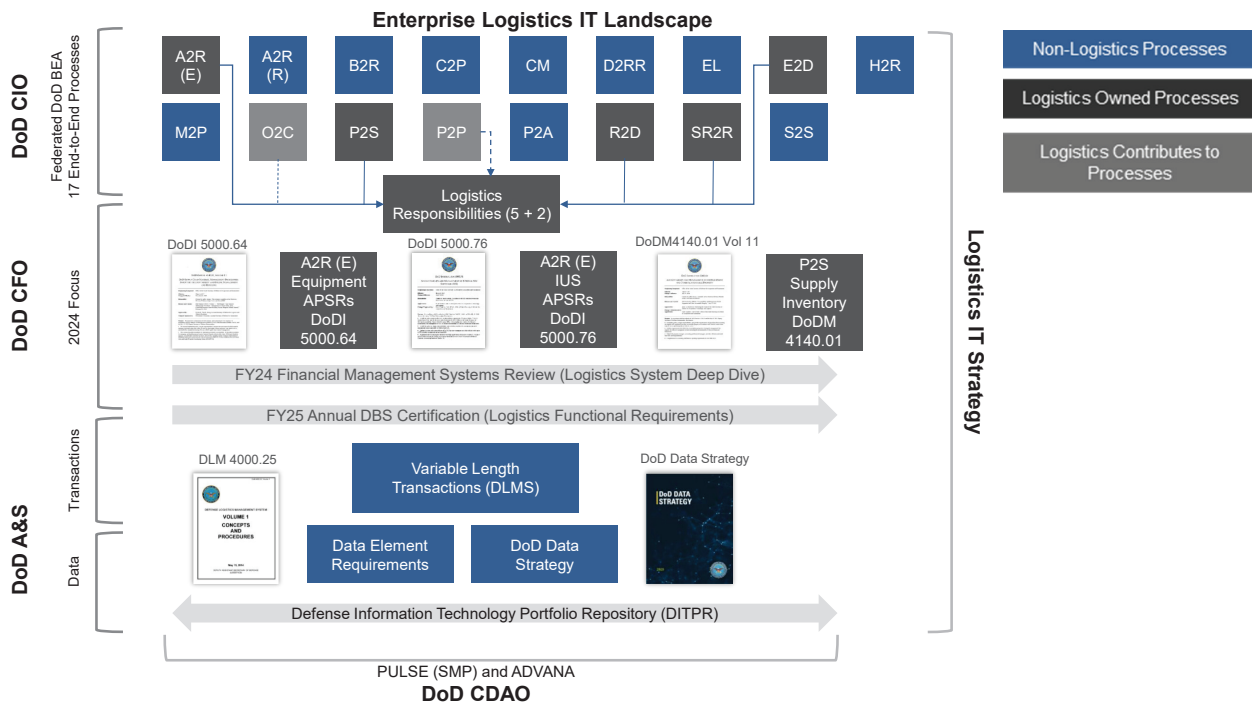 Enterprise Logistics IT Landscape
DoD CIO
Federated DoD BEA
17 End-to-End Processes
A2R
(E)
A2R
(R)
B2R
C2P
CM
D2RR
EL
E2D
H2R
M2P
O2C
P2S
P2P
P2A
R2D
SR2R
S2S
Logistics
Responsibilities (5 + 2)
Non-Logistics Processes
Logistics Owned Processes
Logistics Contributes to
Processes
DoD CFO
2024 Focus
DoDI 5000.64
A2R (E)
Equipment
APSRs
DoDI
5000.64
DoDI 5000.76
A2R (E)
IUS
APSRs
DoDI
5000.76
DoDM4140.01 Vol 11
P2S
Supply
Inventory
DoDM
4140.01
FY24 Financial Management Systems Review (Logistics System Deep Dive)
FY25 Annual DBS Certification (Logistics Functional Requirements)
Logistics IT Strategy
DoD A&S
Transactions
Data
DLM 4000.25
DEFENSE LOGISTICS MANAGEMENT SYSTEM
VOLUME 1
CONCEPTS
AND
PROCEDURES
Variable Length
Transactions (DLMS)
Data Element
Requirements
DoD Data
Strategy
DoD Data Strategy
DoD DATA
STRATEGY
Defense Information Technology Portfolio Repository (DITPR)
PULSE (SMP) and ADVANA
DoD CDAO